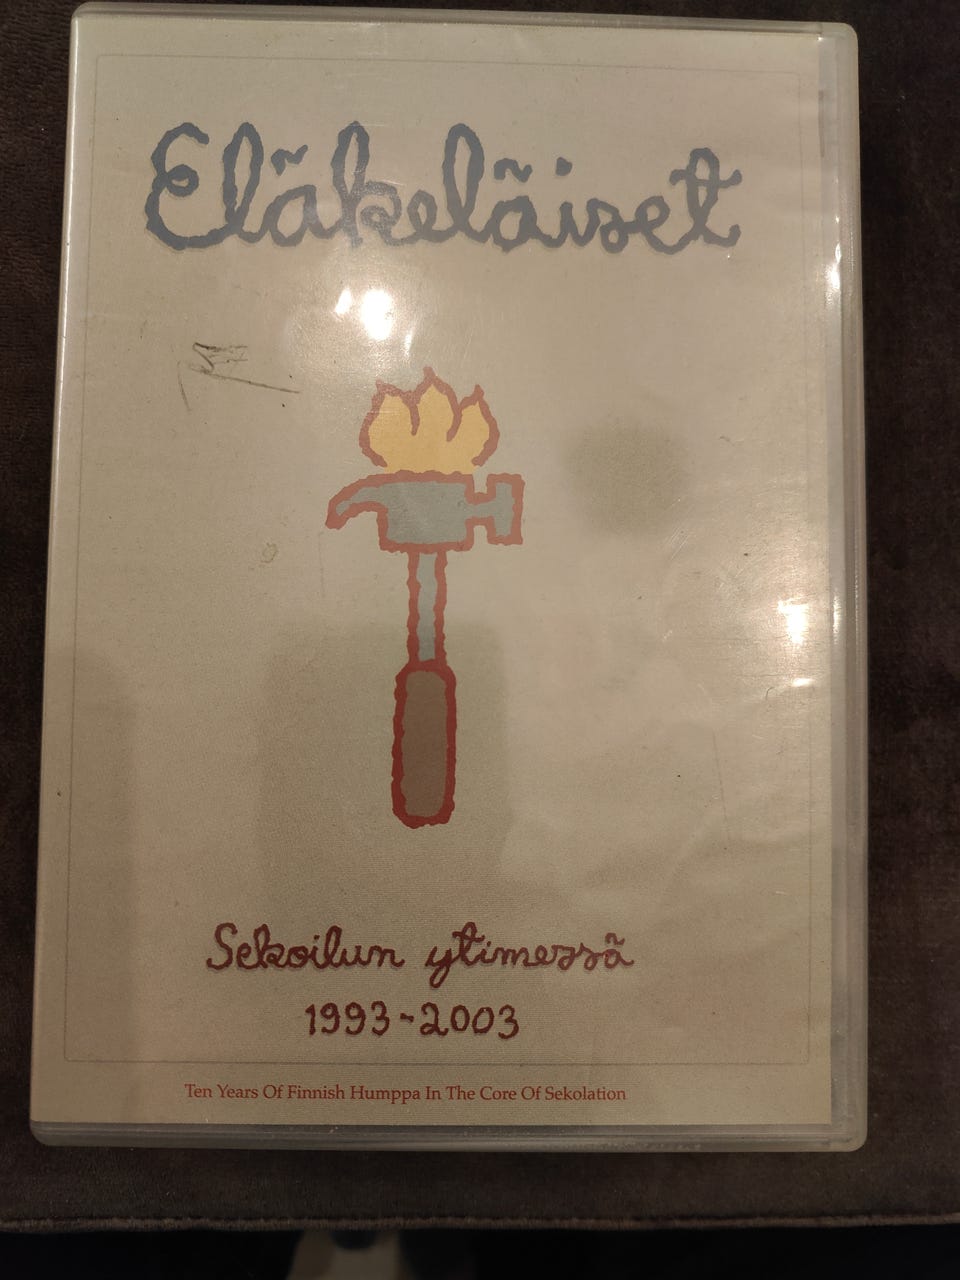 Eläkeläiset
Sekoilun ytimessä
1993-2003
Ten Years Of Finnish Humppa In The Core Of Sekolation